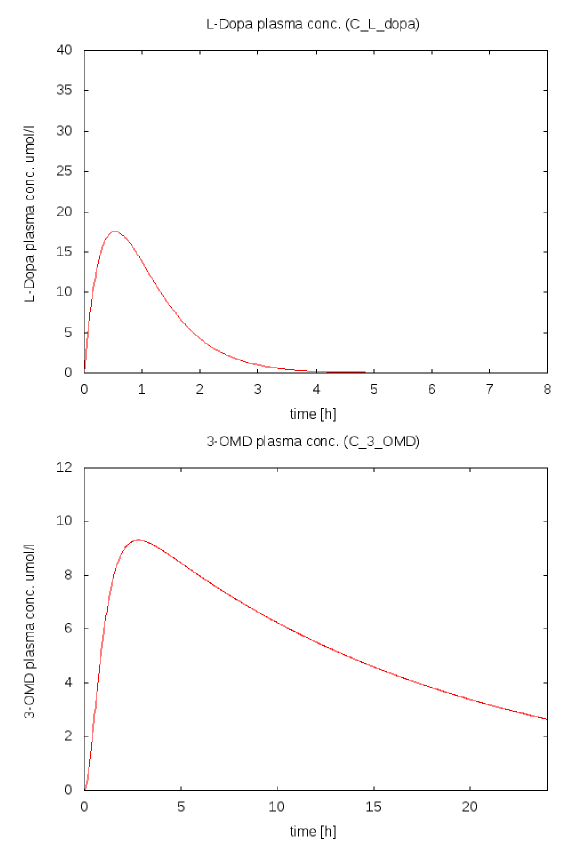 L-Dopa plasma conc. (C_L_dopa)
40
35
30
25
20
15
10
5
0
L-Dopa plasma conc. umol/l
0 1 2 3 4 5 6 7 8
time [h]
3-OMD plasma conc. (C_3_OMD)
12
10
8
6
4
2
0
3-OMD plasma conc. umol/l
0 5 10 15 20
time [h]